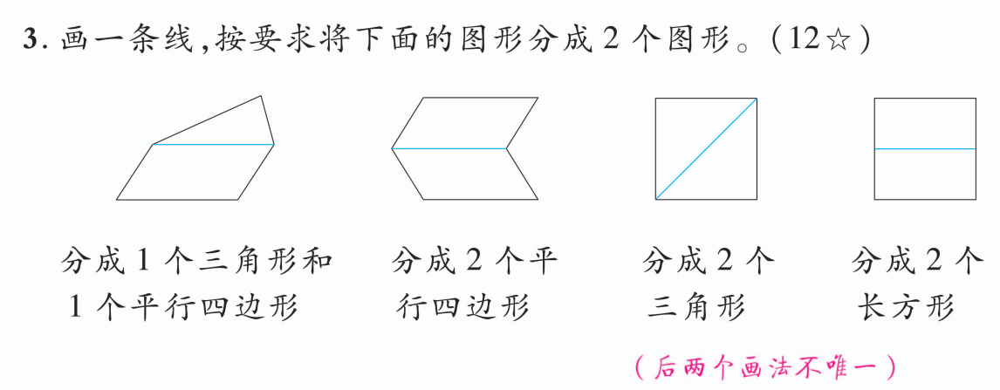 3. 画一条线,按要求将下面的图形分成 2 个图形。(12☆)
分成 1 个三角形和
1 个平行四边形
分成 2 个平
行四边形
分成 2 个
三角形
分成 2 个
长方形
(后两个画法不唯一)